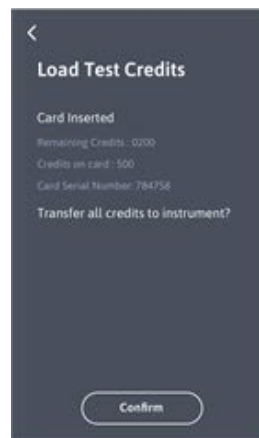 Load Test Credits
Card Inserted
Remaining Credits : 0200
Credits on card : 500
Card Serial Number: 784758
Transfer all credits to instrument?
Confirm